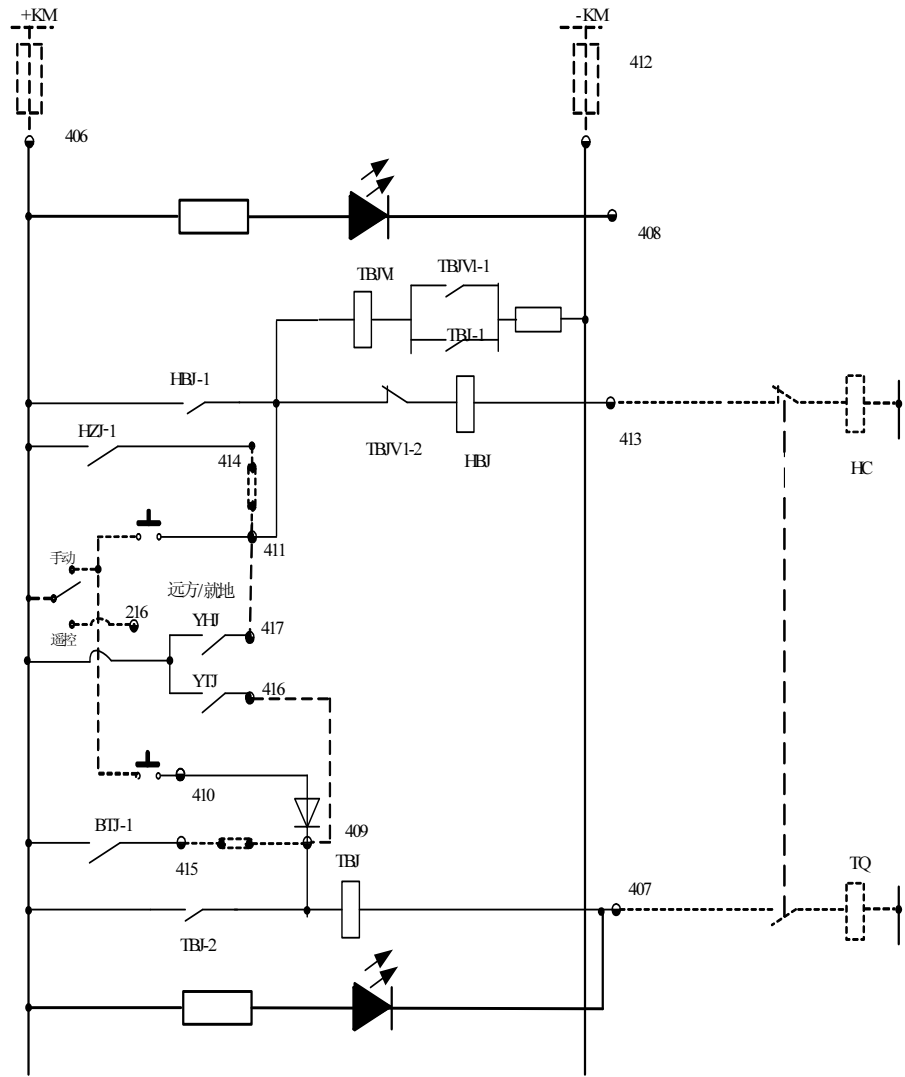 +KM
-KM
412
406
408
TBJV1
TBJV1-1
TBJ-1
HBJ-1
413
HZJ-1
414
TBJV1-2
HBJ
HC
411
手动
远方/就地
216
YHJ
417
遥控
YTJ
416
410
BTJ-1
409
415
TBJ
407
TQ
TBJ-2